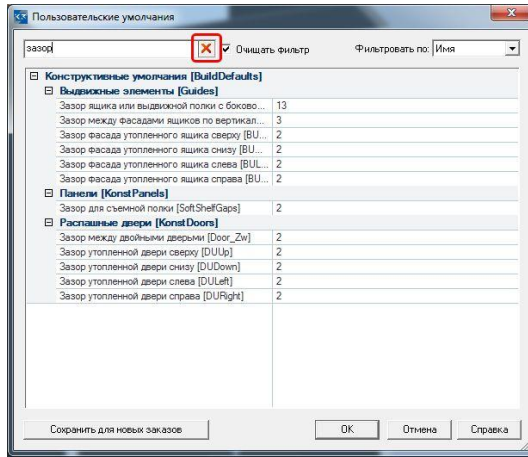 Пользовательские умолчания
зазор Очищать фильтр Фильтровать по: Имя
Конструктивные умолчания [BuildDefaults]
Выдвижные элементы [Guides]
Зазор ящика или выдвижной полки с боково... 13
Зазор между фасадами ящиков по вертикал... 3
Зазор фасада утопленного ящика сверху [BU... 2
Зазор фасада утопленного ящика снизу [BU... 2
Зазор фасада утопленного ящика слева [BUL... 2
Зазор фасада утопленного ящика справа [BU... 2
Панели [KonstPanels]
Зазор для съемной полки [SoftShelfGaps] 2
Распашные двери [KonstDoors]
Зазор между двойными дверьми [Door_Zw] 2
Зазор утопленной двери сверху [DUUp] 2
Зазор утопленной двери снизу [DUDown] 2
Зазор утопленной двери слева [DULeft] 2
Зазор утопленной двери справа [DURight] 2
Сохранить для новых заказов OK Отмена Справка